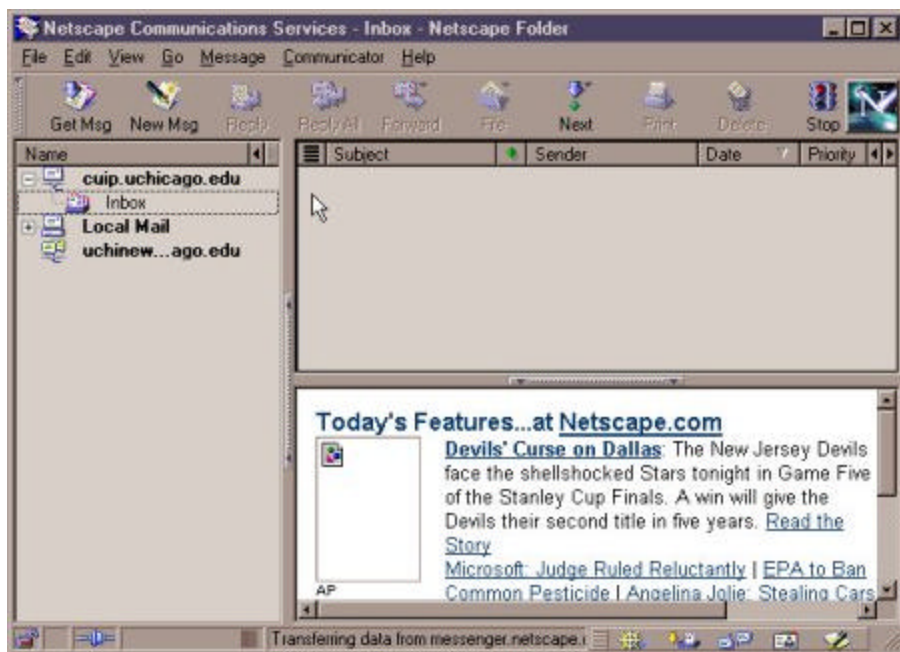 Netscape Communications Services - Inbox - Netscape Folder
File Edit View Go Message Communicator Help
Get Msg New Msg Reply Reply All Forward File Next Print Delete Stop N
Name Subject Sender Date Priority
cuip.uchicago.edu
Inbox
Local Mail
uchinew...ago.edu
Today's Features...at Netscape.com
Devils' Curse on Dallas: The New Jersey Devils
face the shellshocked Stars tonight in Game Five
of the Stanley Cup Finals. A win will give the
Devils their second title in five years. Read the
Story
Microsoft: Judge Ruled Reluctantly | EPA to Ban
AP Common Pesticide | Angelina Jolie: Stealing Cars
Transferring data from messenger.netscape.